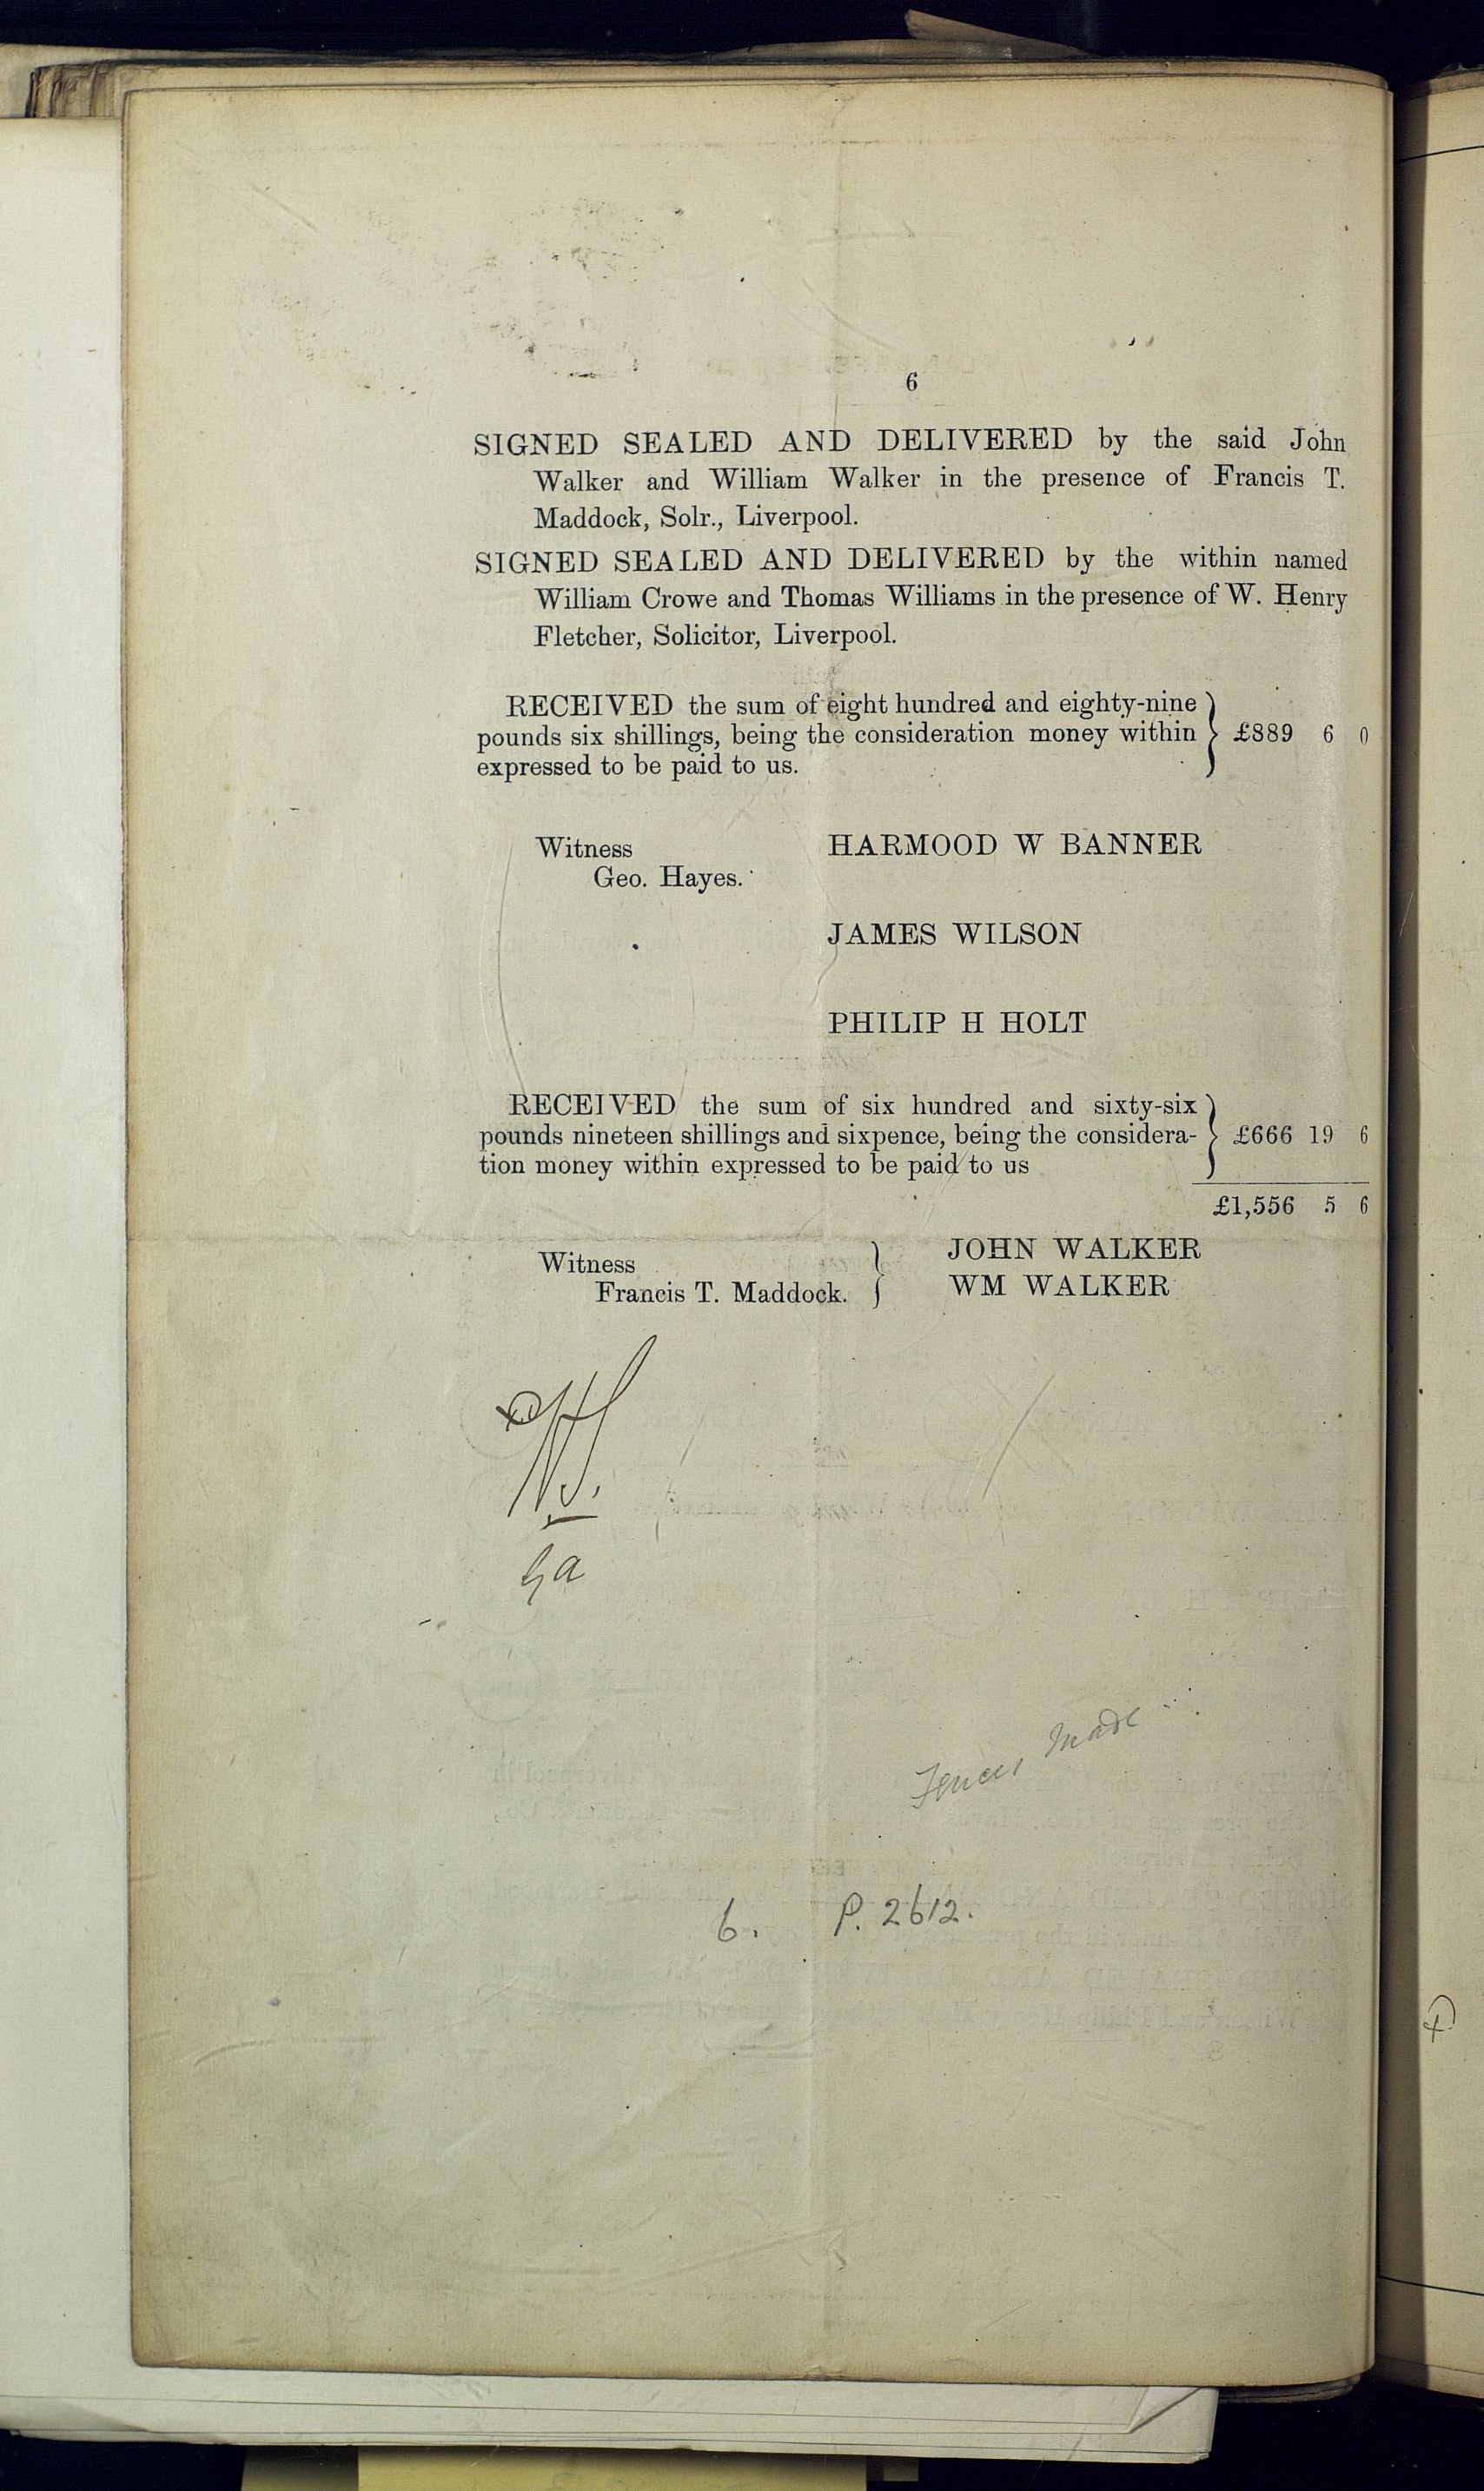 6
SIGNED SEALED AND DELIVERED by the said John
Walker and William Walker in the presence of Francis T.
Maddock, Solr., Liverpool.
SIGNED SEALED AND DELIVERED by the within named
William Crowe and Thomas Williams in the presence of W. Henry
Fletcher, Solicitor, Liverpool.
RECEIVED the sum of eight hundred and eighty-nine
pounds six shillings, being the consideration money within } £889 6 0
expressed to be paid to us.
Witness HARMOOD W BANNER
Geo. Hayes.
JAMES WILSON
PHILIP H HOLT
RECEIVED the sum of six hundred and sixty-six
pounds nineteen shillings and sixpence, being the considera- } £666 19 6
tion money within expressed to be paid to us
£1,556 5 6
Witness JOHN WALKER
Francis T. Maddock. } WM WALKER
Fences Made
6. P. 2612.